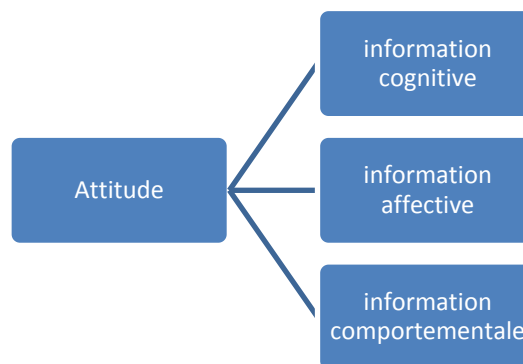 information
cognitive
Attitude
information
affective
information
comportementale